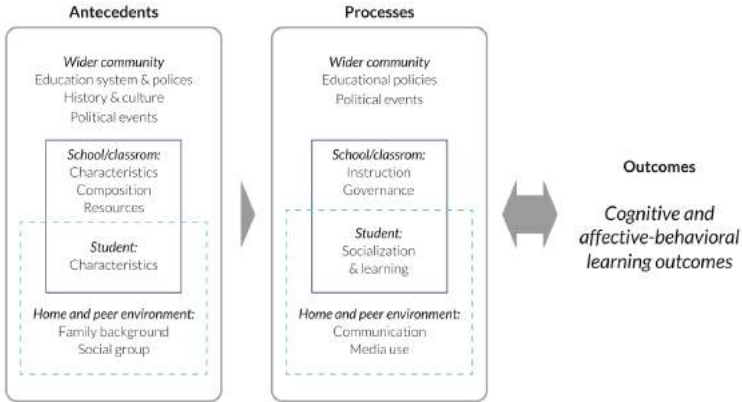 Antecedents
Wider community
Education system & polices
History & culture
Political events
School/classrom:
Characteristics
Composition
Resources
Student:
Characteristics
Home and peer environment:
Family background
Social group
Processes
Wider community
Educational policies
Political events
School/classrom:
Instruction
Governance
Student:
Socialization
& learning
Home and peer environment:
Communication
Media use
Outcomes
Cognitive and
affective-behavioral
learning outcomes